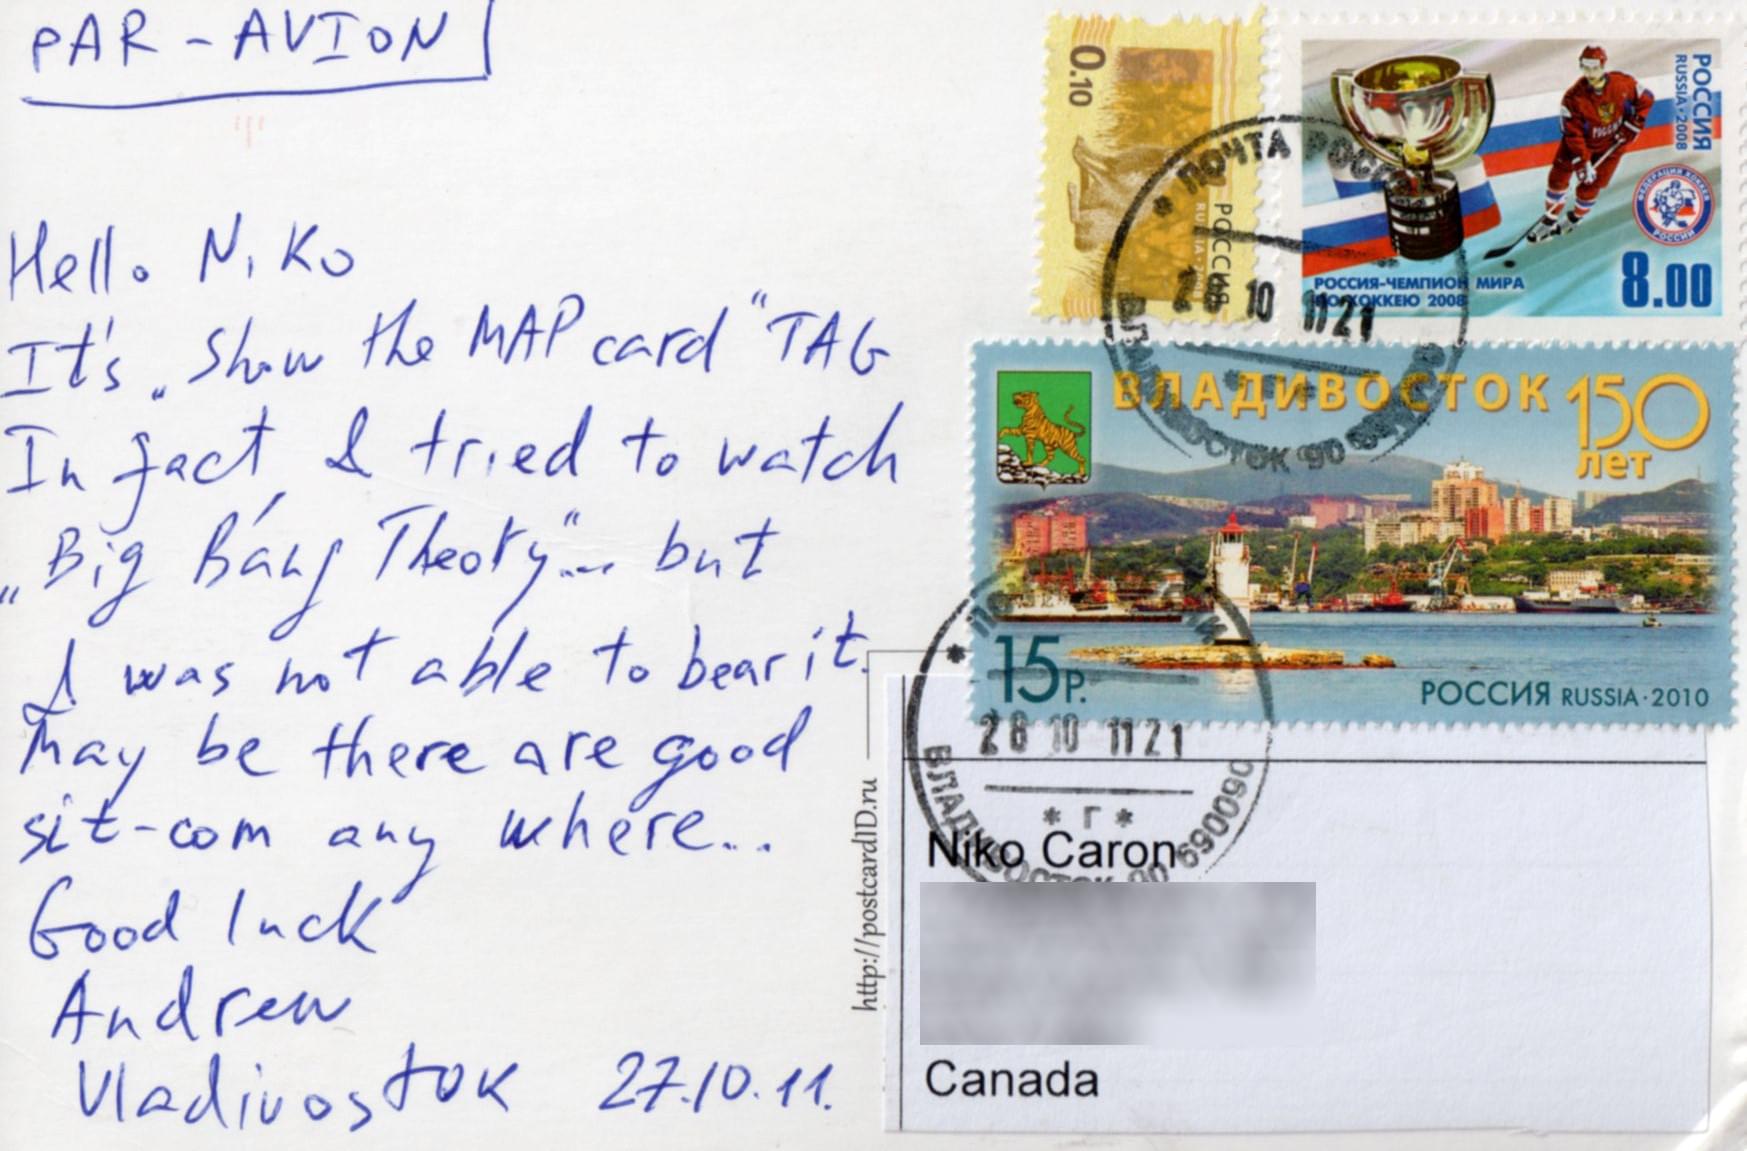 PAR-AVION
Hello Niko
It's „Show the MAP card“ TAG
In fact I tried to watch
„Big Bang Theory“... but
I was not able to bear it.
May be there are good
sit-com any where...
Good luck
Andrew
Vladivostok 27.10.11.
0.10
РОССИЯ
RUSSIA
РОССИЯ
RUSSIA·2008
ФЕДЕРАЦИЯ ХОККЕЯ
РОССИИ
8.00
РОССИЯ-ЧЕМПИОН МИРА
ПО ХОККЕЮ 2008
ПОЧТА РОССИИ
28 10 1121
ВЛАДИВОСТОК 90 690090
ВЛАДИВОСТОК 150
лет
15 Р.
РОССИЯ RUSSIA·2010
28 10 1121
* Г *
ВЛАДИВОСТОК 90 690090
http://postcardID.ru
Niko Caron
Canada